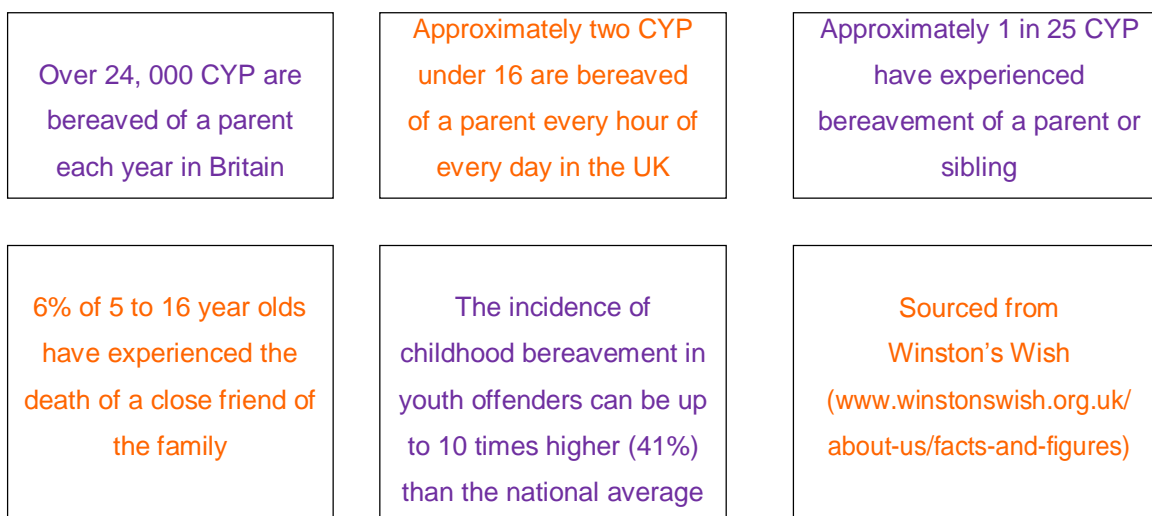 Over 24, 000 CYP are
bereaved of a parent
each year in Britain
Approximately two CYP
under 16 are bereaved
of a parent every hour of
every day in the UK
Approximately 1 in 25 CYP
have experienced
bereavement of a parent or
sibling
6% of 5 to 16 year olds
have experienced the
death of a close friend of
the family
The incidence of
childhood bereavement in
youth offenders can be up
to 10 times higher (41%)
than the national average
Sourced from
Winston’s Wish
(www.winstonswish.org.uk/
about-us/facts-and-figures)